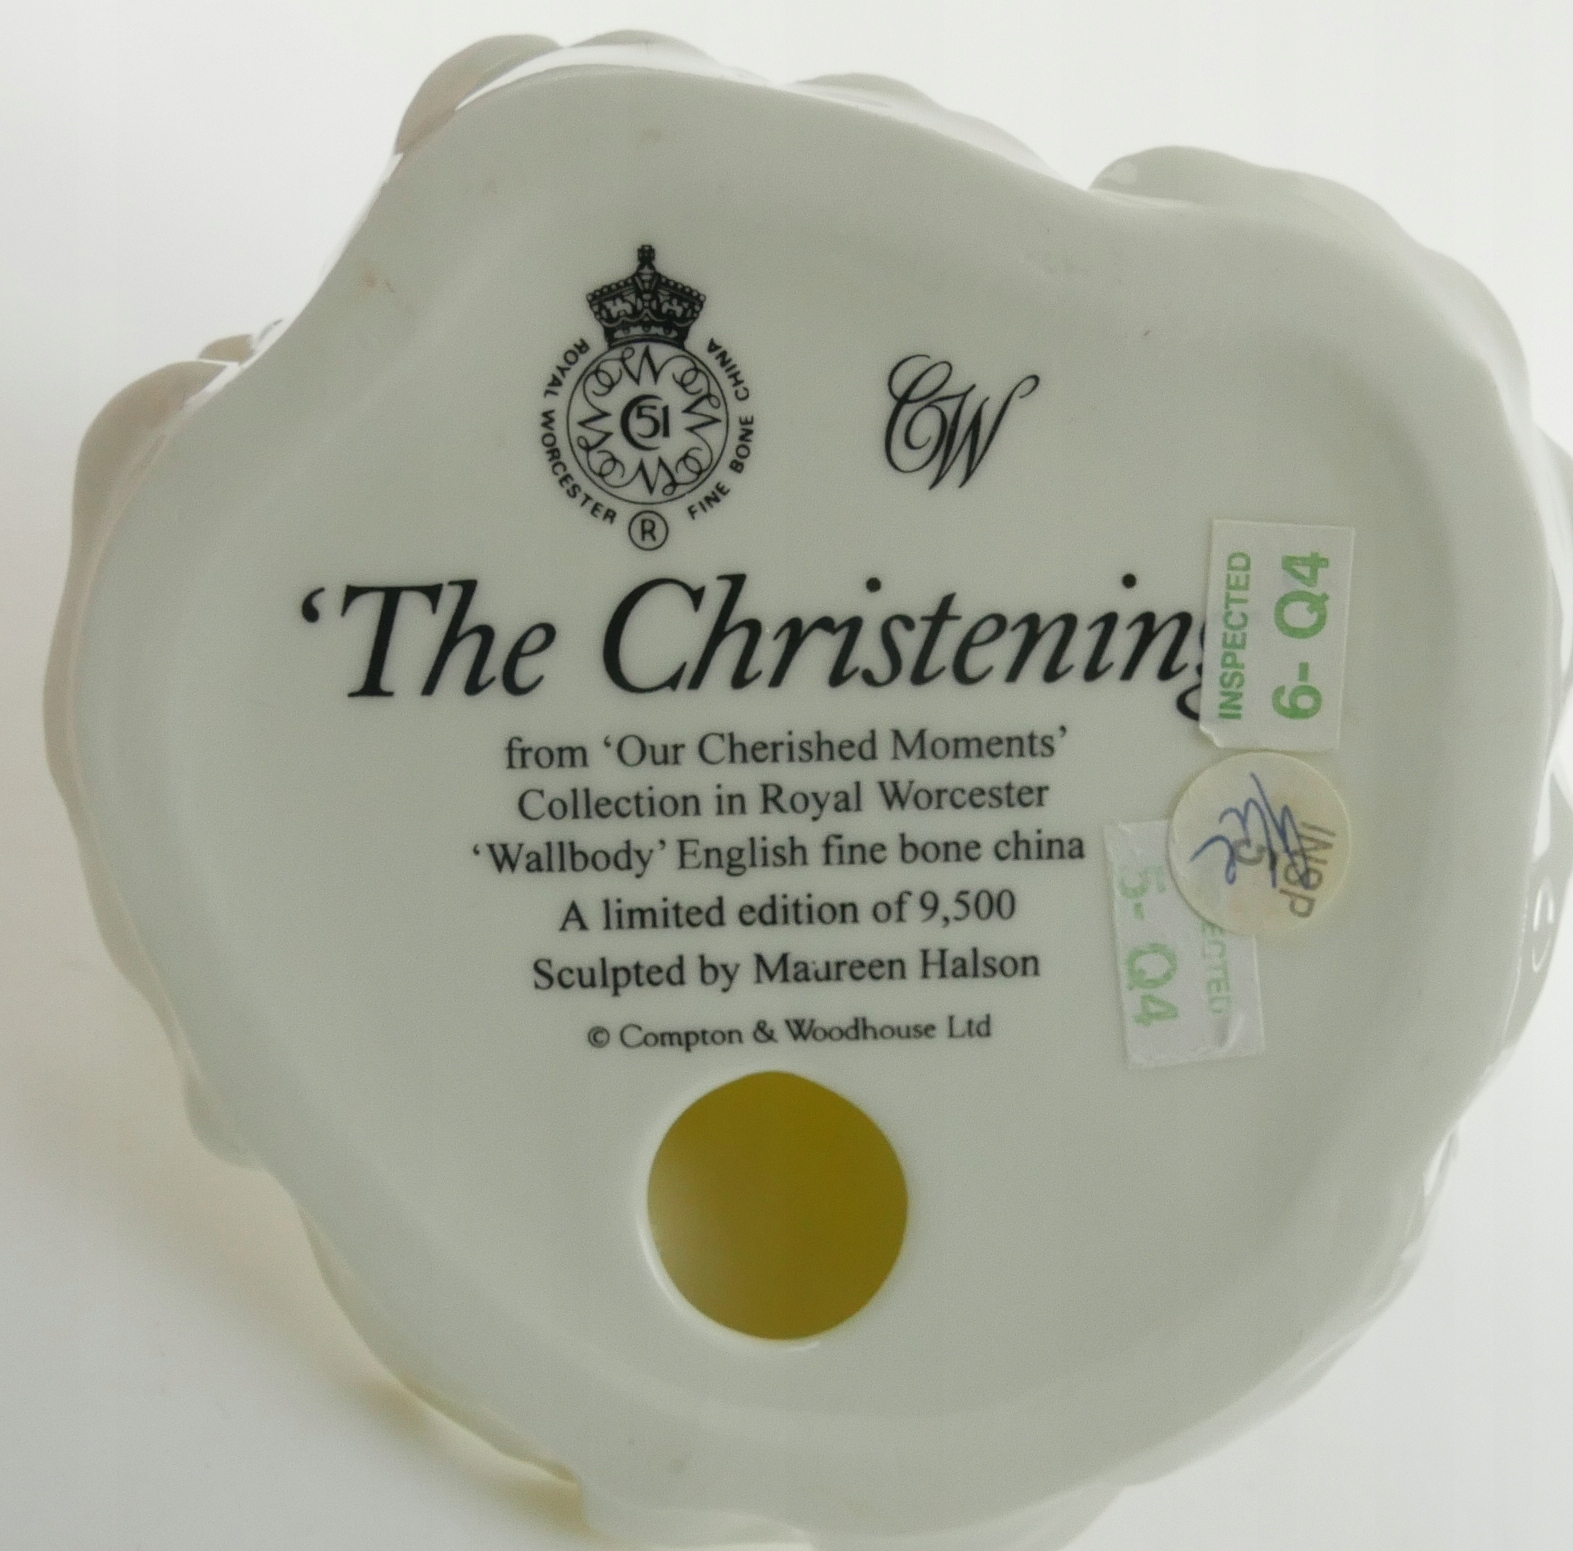 ROYAL WORCESTER FINE BONE CHINA
51
R
CW
‘The Christening
from ‘Our Cherished Moments’
Collection in Royal Worcester
‘Wallbody’ English fine bone china
A limited edition of 9,500
Sculpted by Maureen Halson
© Compton & Woodhouse Ltd
INSPECTED
6- Q4
INSP
5- Q4
ECTED